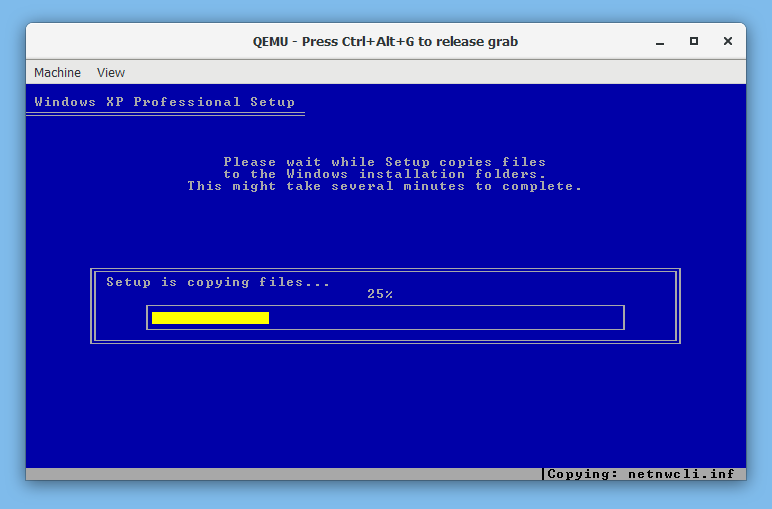 QEMU - Press Ctrl+Alt+G to release grab
Machine View
Windows XP Professional Setup
Please wait while Setup copies files
to the Windows installation folders.
This might take several minutes to complete.
Setup is copying files...
25%
Copying: netnwcli.inf